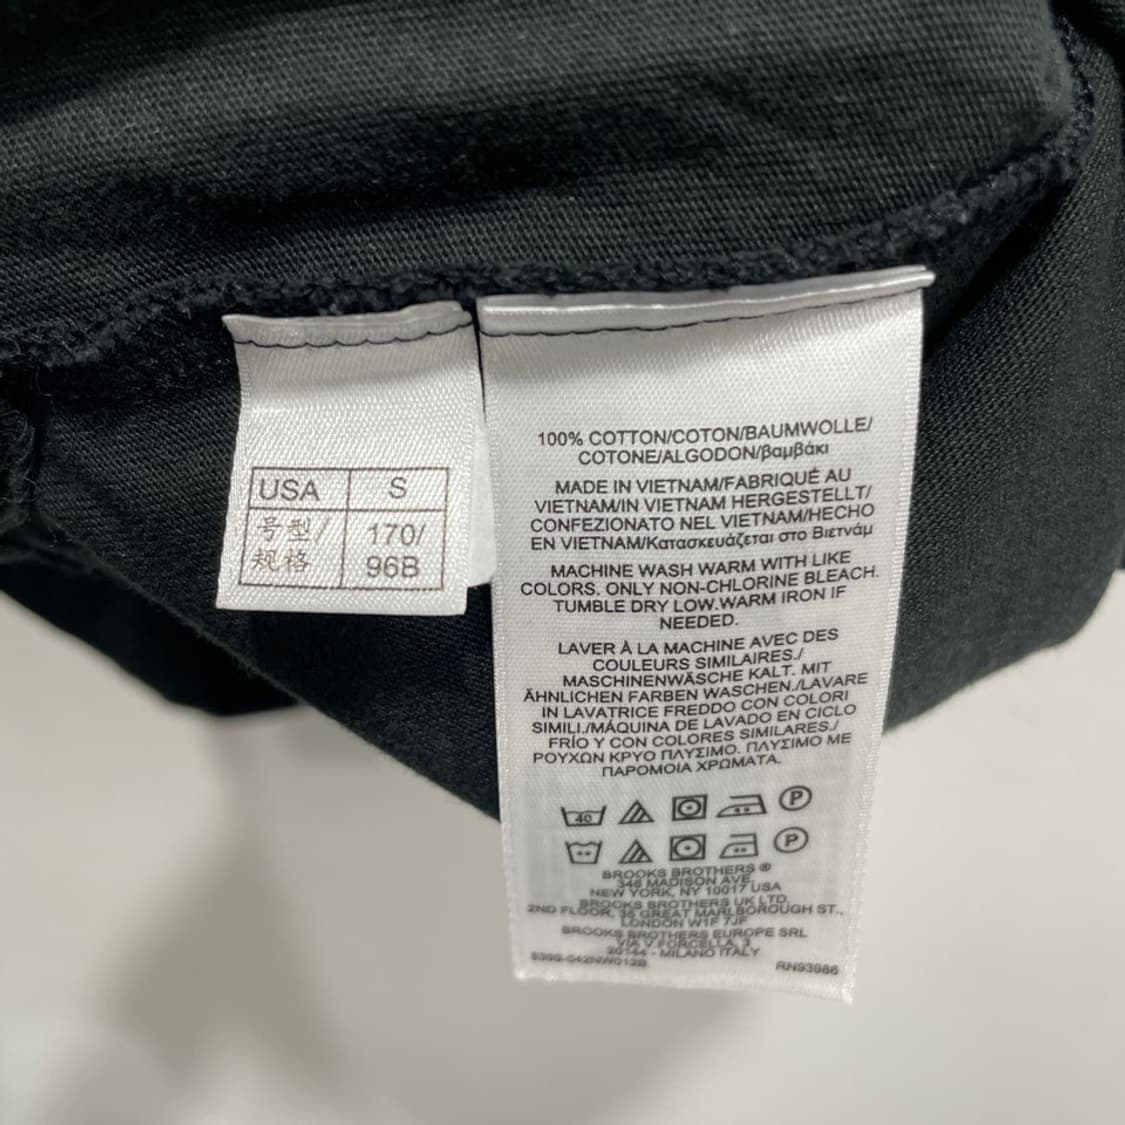 USA S
号型/ 170/
规格 96B
100% COTTON/COTON/BAUMWOLLE/
COTONE/ALGODON/βαμβάκι
MADE IN VIETNAM/FABRIQUÉ AU
VIETNAM/IN VIETNAM HERGESTELLT/
CONFEZIONATO NEL VIETNAM/HECHO
EN VIETNAM/Κατασκευάζεται στο Βιετνάμ
MACHINE WASH WARM WITH LIKE
COLORS. ONLY NON-CHLORINE BLEACH.
TUMBLE DRY LOW.WARM IRON IF
NEEDED.
LAVER À LA MACHINE AVEC DES
COULEURS SIMILAIRES./
MASCHINENWÄSCHE KALT. MIT
ÄHNLICHEN FARBEN WASCHEN./LAVARE
IN LAVATRICE FREDDO CON COLORI
SIMILI./MÁQUINA DE LAVADO EN CICLO
FRÍO Y CON COLORES SIMILARES./
ΡΟΥΧΩΝ ΚΡΥΟ ΠΛΥΣΙΜΟ. ΠΛΥΣΙΜΟ ΜΕ
ΠΑΡΟΜΟΙΑ ΧΡΩΜΑΤΑ.
40 P
P
BROOKS BROTHERS ®
346 MADISON AVE.
NEW YORK, NY 10017 USA
BROOKS BROTHERS UK LTD.
2ND FLOOR, 35 GREAT MARLBOROUGH ST.,
LONDON W1F 7JF
BROOKS BROTHERS EUROPE SRL
VIA V.FORCELLA, 3
20144 - MILANO ITALY
RN93986